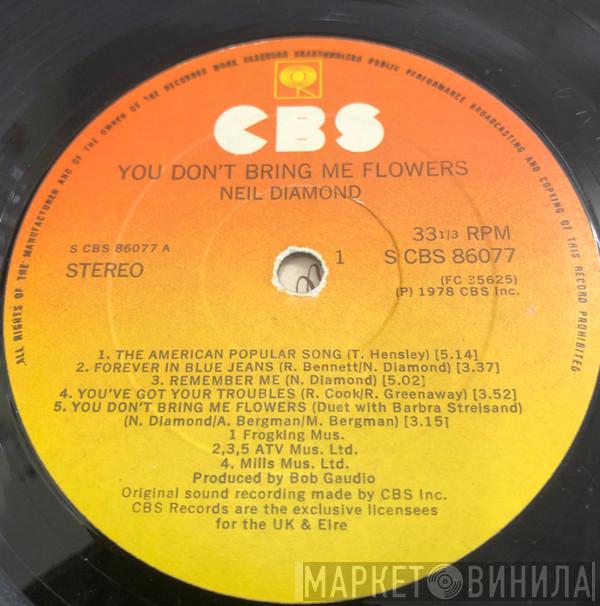 ALL RIGHTS OF THE MANUFACTURER AND OF THE OWNER OF THE RECORDED WORK RESERVED UNAUTHORIZED PUBLIC PERFORMANCE BROADCASTING AND COPYING OF THIS RECORD PROHIBITED
CBS
YOU DON'T BRING ME FLOWERS
NEIL DIAMOND
S CBS 86077 A
STEREO
1
33 1/3 RPM
S CBS 86077
(FC 35625)
(P) 1978 CBS Inc.
1. THE AMERICAN POPULAR SONG (T. Hensley) [5.14]
2. FOREVER IN BLUE JEANS (R. Bennett/N. Diamond) [3.37]
3. REMEMBER ME (N. Diamond) [5.02]
4. YOU'VE GOT YOUR TROUBLES (R. Cook/R. Greenaway) [3.52]
5. YOU DON'T BRING ME FLOWERS (Duet with Barbra Streisand)
(N. Diamond/A. Bergman/M. Bergman) [3.15]
1 Frogking Mus.
2,3,5 ATV Mus. Ltd.
4. Mills Mus. Ltd.
Produced by Bob Gaudio
Original sound recording made by CBS Inc.
CBS Records are the exclusive licensees
for the UK & Eire
МАРКЕТ ВИНИЛА